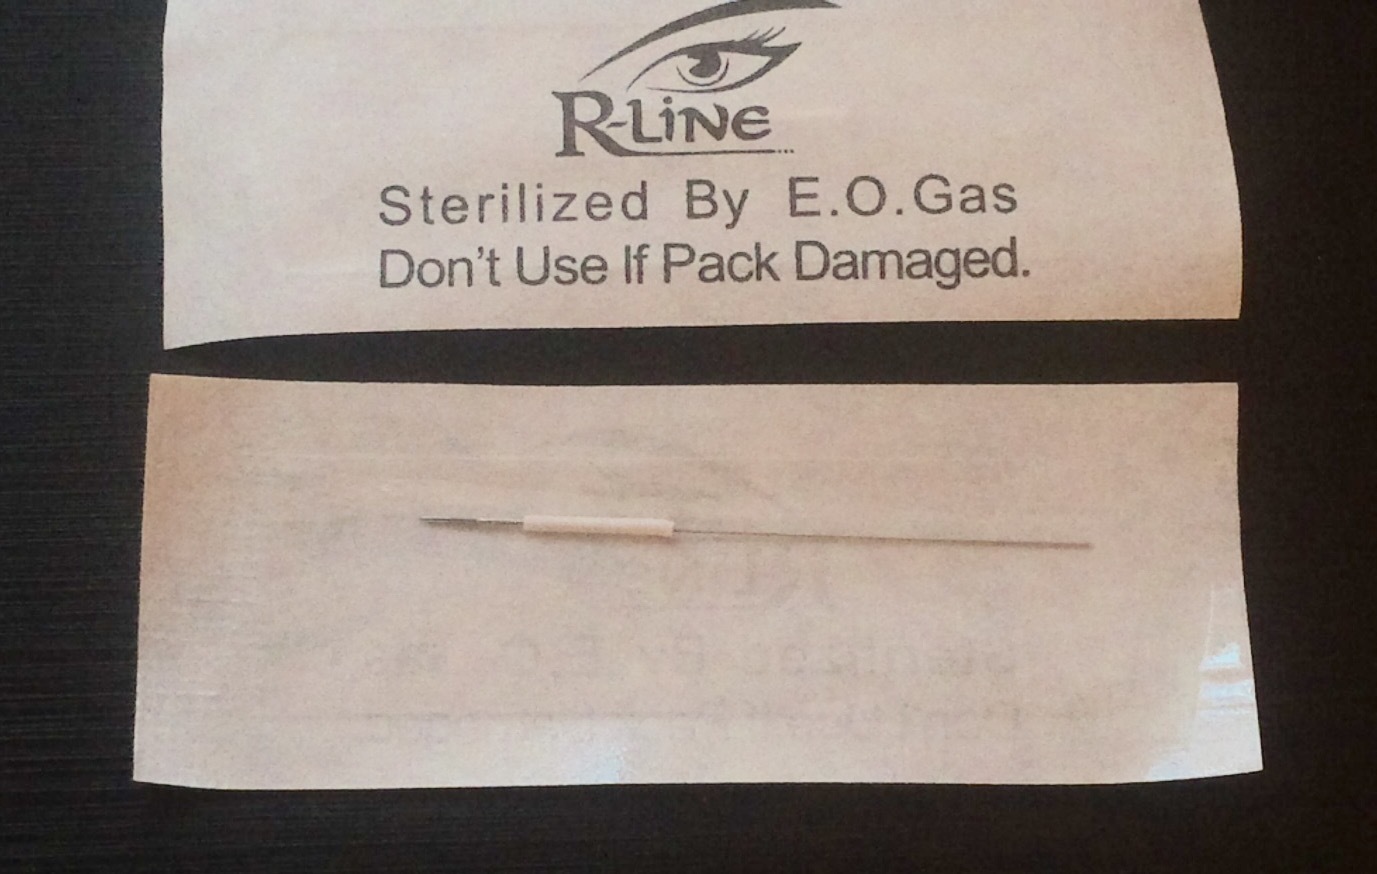 R-LiNE
Sterilized By E.O.Gas
Don't Use If Pack Damaged.